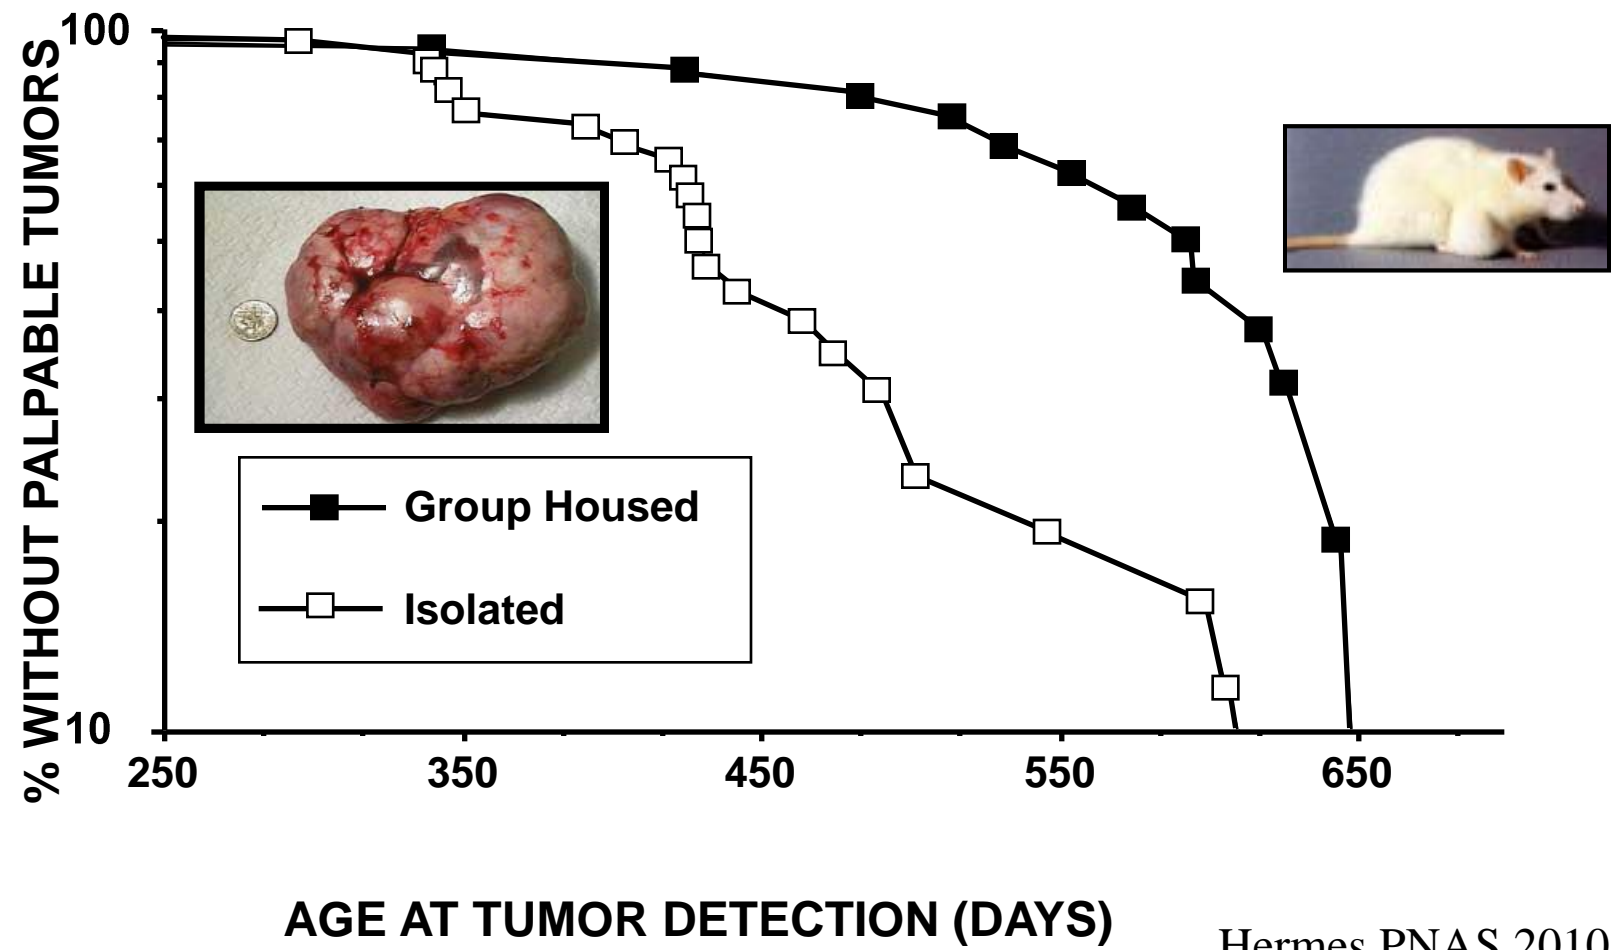 100
% WITHOUT PALPABLE TUMORS
Group Housed
Isolated
10
250 350 450 550 650
AGE AT TUMOR DETECTION (DAYS)
Hermes PNAS 2010